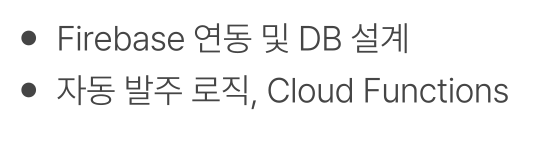 • Firebase 연동 및 DB 설계
• 자동 발주 로직, Cloud Functions